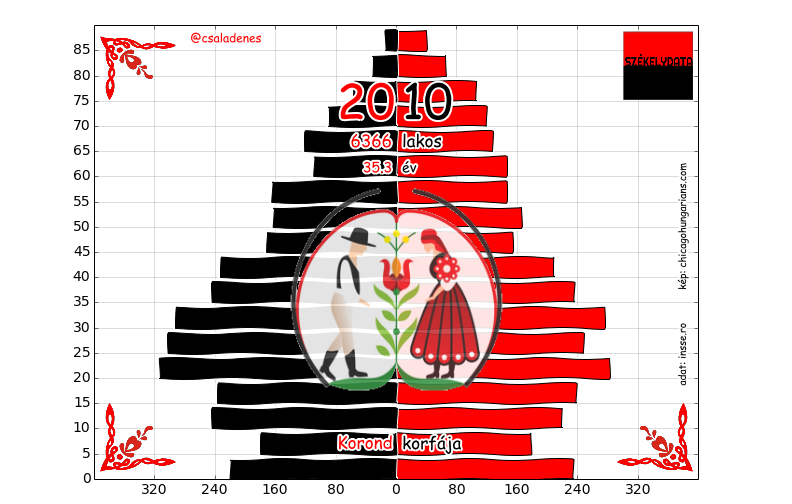 @csaladenes
SZÉKELYDATA
2010
6366 lakos
35.3 év
kép: chicagohungarians.com
adat: insse.ro
Korond korfája
85
80
75
70
65
60
55
50
45
40
35
30
25
20
15
10
5
0
320 240 160 80 0 80 160 240 320